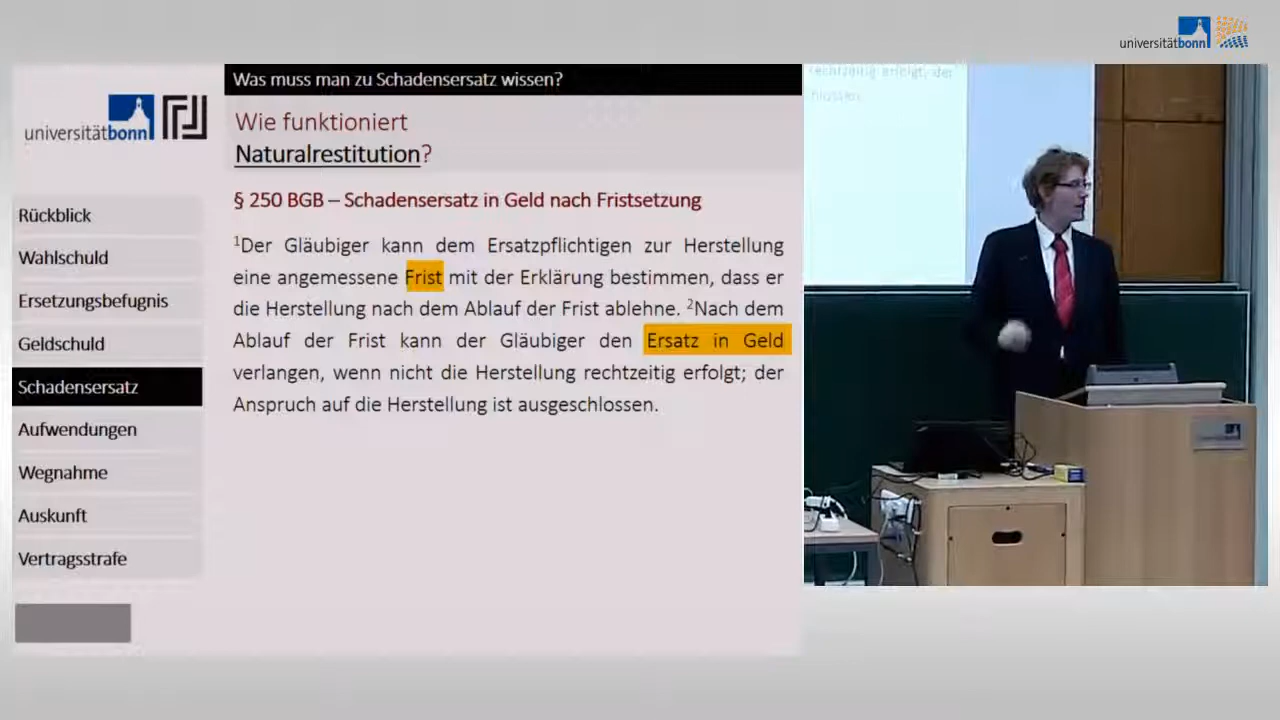 universitätbonn
Was muss man zu Schadensersatz wissen?
universitätbonn
Wie funktioniert
Naturalrestitution?
§ 250 BGB – Schadensersatz in Geld nach Fristsetzung
¹Der Gläubiger kann dem Ersatzpflichtigen zur Herstellung
eine angemessene Frist mit der Erklärung bestimmen, dass er
die Herstellung nach dem Ablauf der Frist ablehne. ²Nach dem
Ablauf der Frist kann der Gläubiger den Ersatz in Geld
verlangen, wenn nicht die Herstellung rechtzeitig erfolgt; der
Anspruch auf die Herstellung ist ausgeschlossen.
Rückblick
Wahlschuld
Ersetzungsbefugnis
Geldschuld
Schadensersatz
Aufwendungen
Wegnahme
Auskunft
Vertragsstrafe
rechtzeitig erfolgt; der